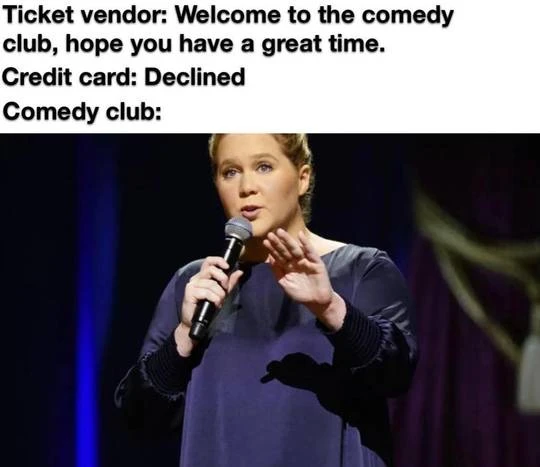 Ticket vendor: Welcome to the comedy
club, hope you have a great time.
Credit card: Declined
Comedy club: